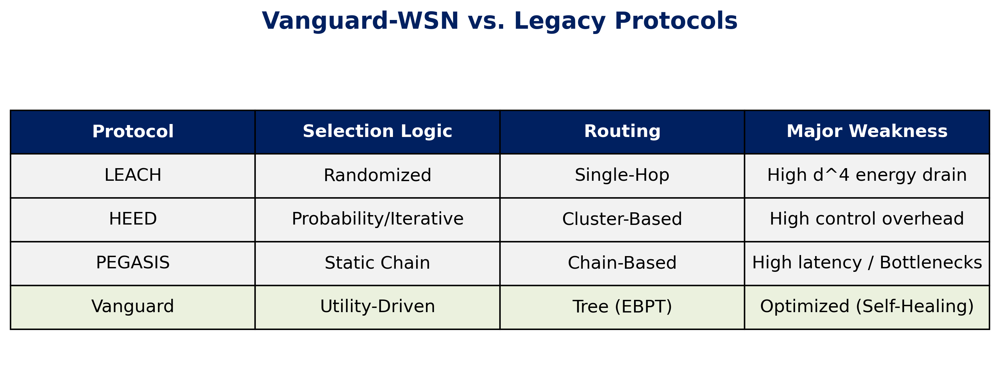 Vanguard-WSN vs. Legacy Protocols
Protocol Selection Logic Routing Major Weakness
LEACH Randomized Single-Hop High d^4 energy drain
HEED Probability/Iterative Cluster-Based High control overhead
PEGASIS Static Chain Chain-Based High latency / Bottlenecks
Vanguard Utility-Driven Tree (EBPT) Optimized (Self-Healing)